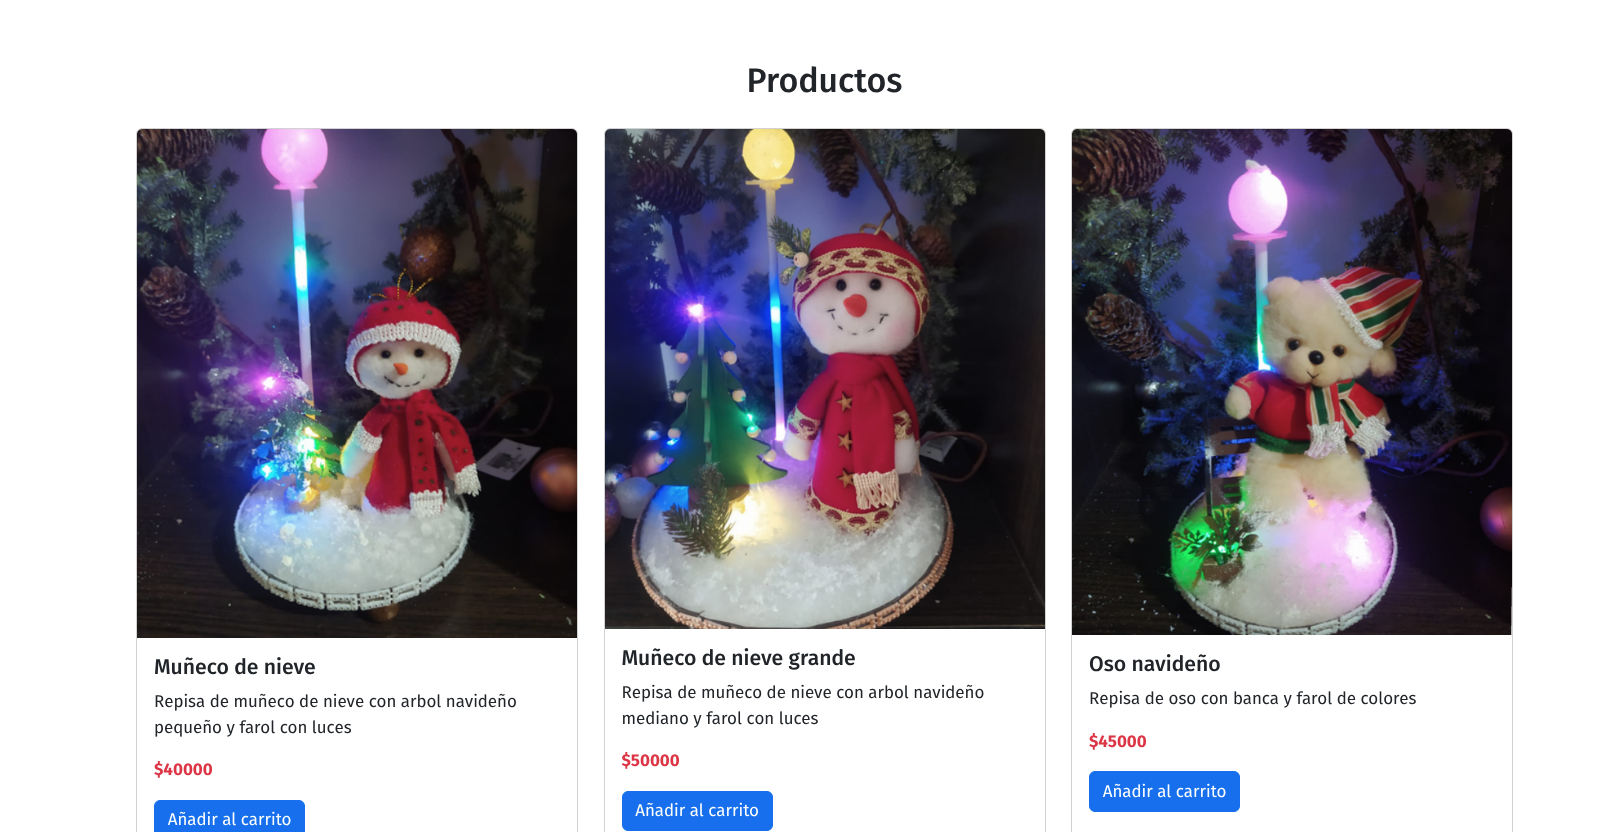 Productos
Muñeco de nieve
Repisa de muñeco de nieve con arbol navideño
pequeño y farol con luces
$40000
Añadir al carrito
Muñeco de nieve grande
Repisa de muñeco de nieve con arbol navideño
mediano y farol con luces
$50000
Añadir al carrito
Oso navideño
Repisa de oso con banca y farol de colores
$45000
Añadir al carrito